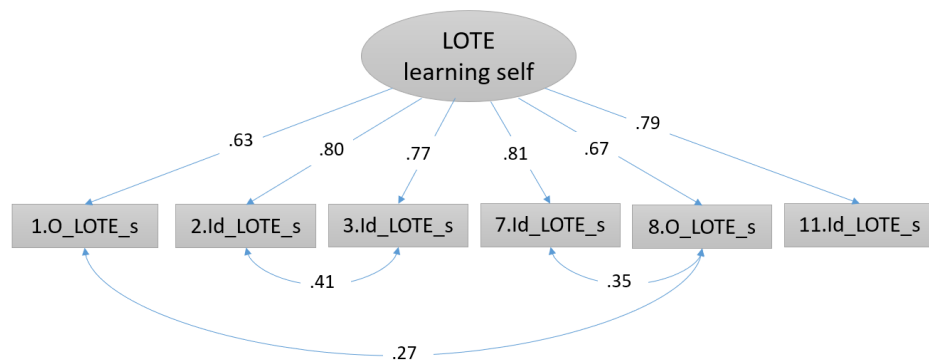 LOTE
learning self
.63
.80
.77
.81
.67
.79
1.O_LOTE_s
2.Id_LOTE_s
3.Id_LOTE_s
7.Id_LOTE_s
8.O_LOTE_s
11.Id_LOTE_s
.41
.35
.27